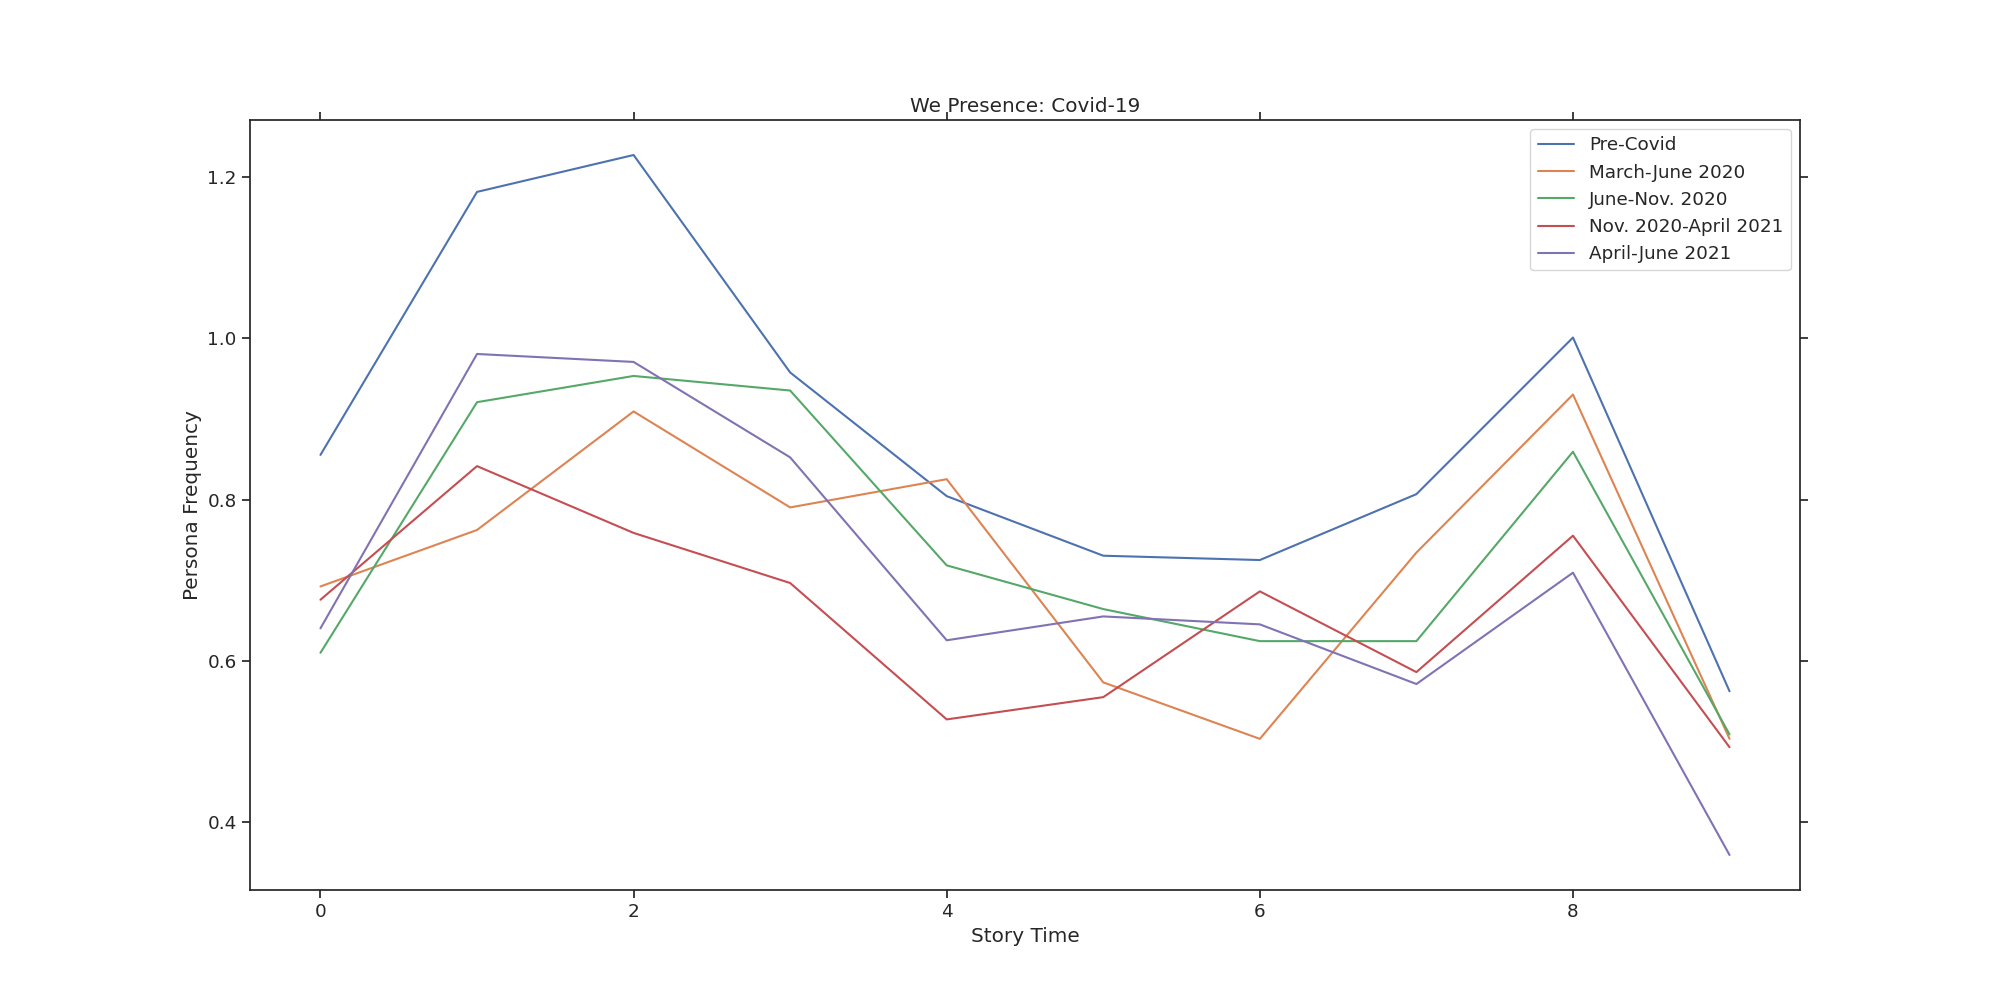 We Presence: Covid-19
Pre-Covid
March-June 2020
June-Nov. 2020
Nov. 2020-April 2021
April-June 2021
1.2
1.0
0.8
0.6
0.4
Persona Frequency
0 2 4 6 8
Story Time